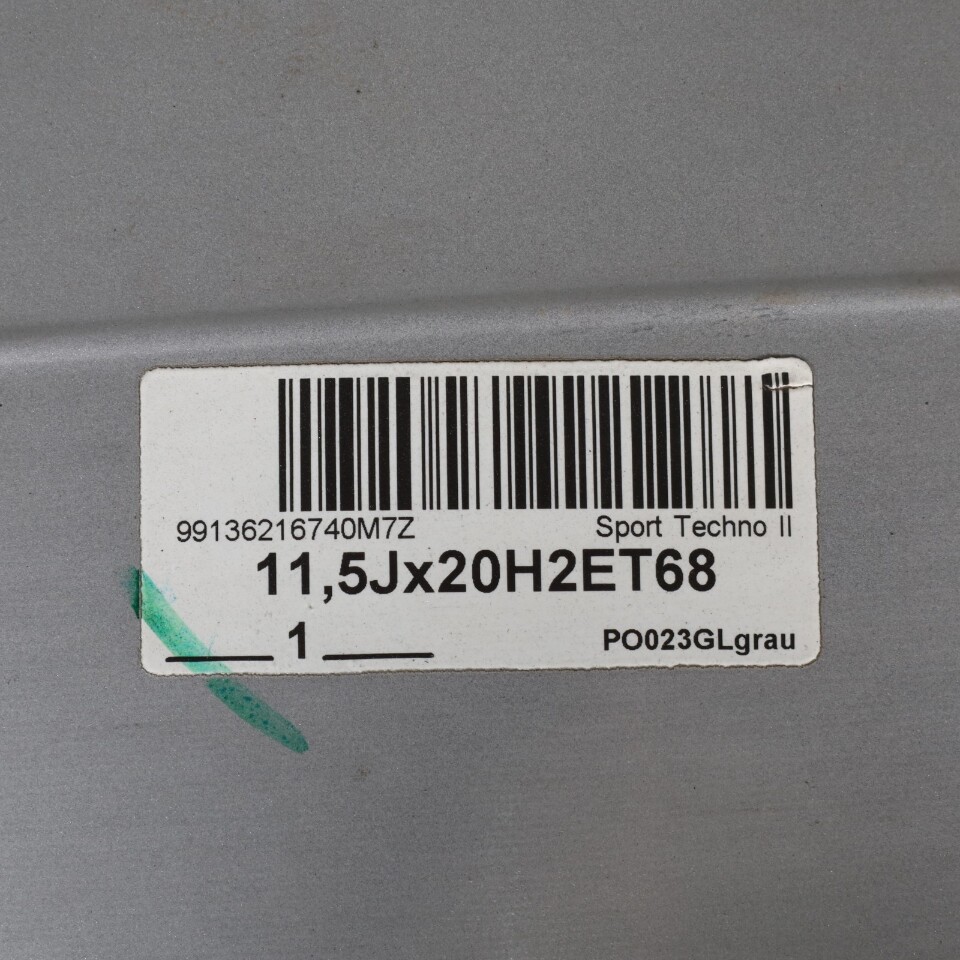 99136216740M7Z Sport Techno II
11,5Jx20H2ET68
1 PO023GLgrau